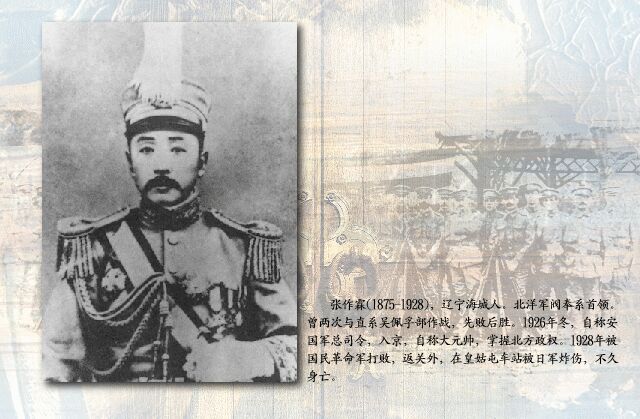 张作霖(1875-1928)，辽宁海城人，北洋军阀奉系首领。
曾两次与直系吴佩孚部作战，先败后胜。1926年冬，自称安
国军总司令，入京，自称大元帅，掌握北方政权。1928年被
国民革命军打败，返关外，在皇姑屯车站被日军炸伤，不久
身亡。